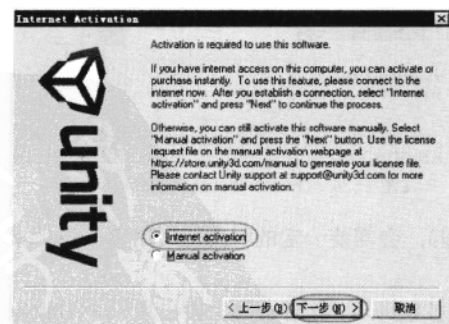 Internet Activation
Activation is required to use this software.
If you have internet access on this computer, you can activate or
purchase instantly. To use this feature, please connect to the
internet now. After you establish a connection, select "Internet
activation" and press "Next" to continue the process.
Otherwise, you can still activate this software manually. Select
"Manual activation" and press the "Next" button. Use the license
request file on the manual activation webpage at
https://store.unity3d.com/manual to generate your license file.
Please contact Unity support at support@unity3d.com for more
information on manual activation.
unity
Internet activation
Manual activation
< 上一步(B) 下一步(N) > 取消